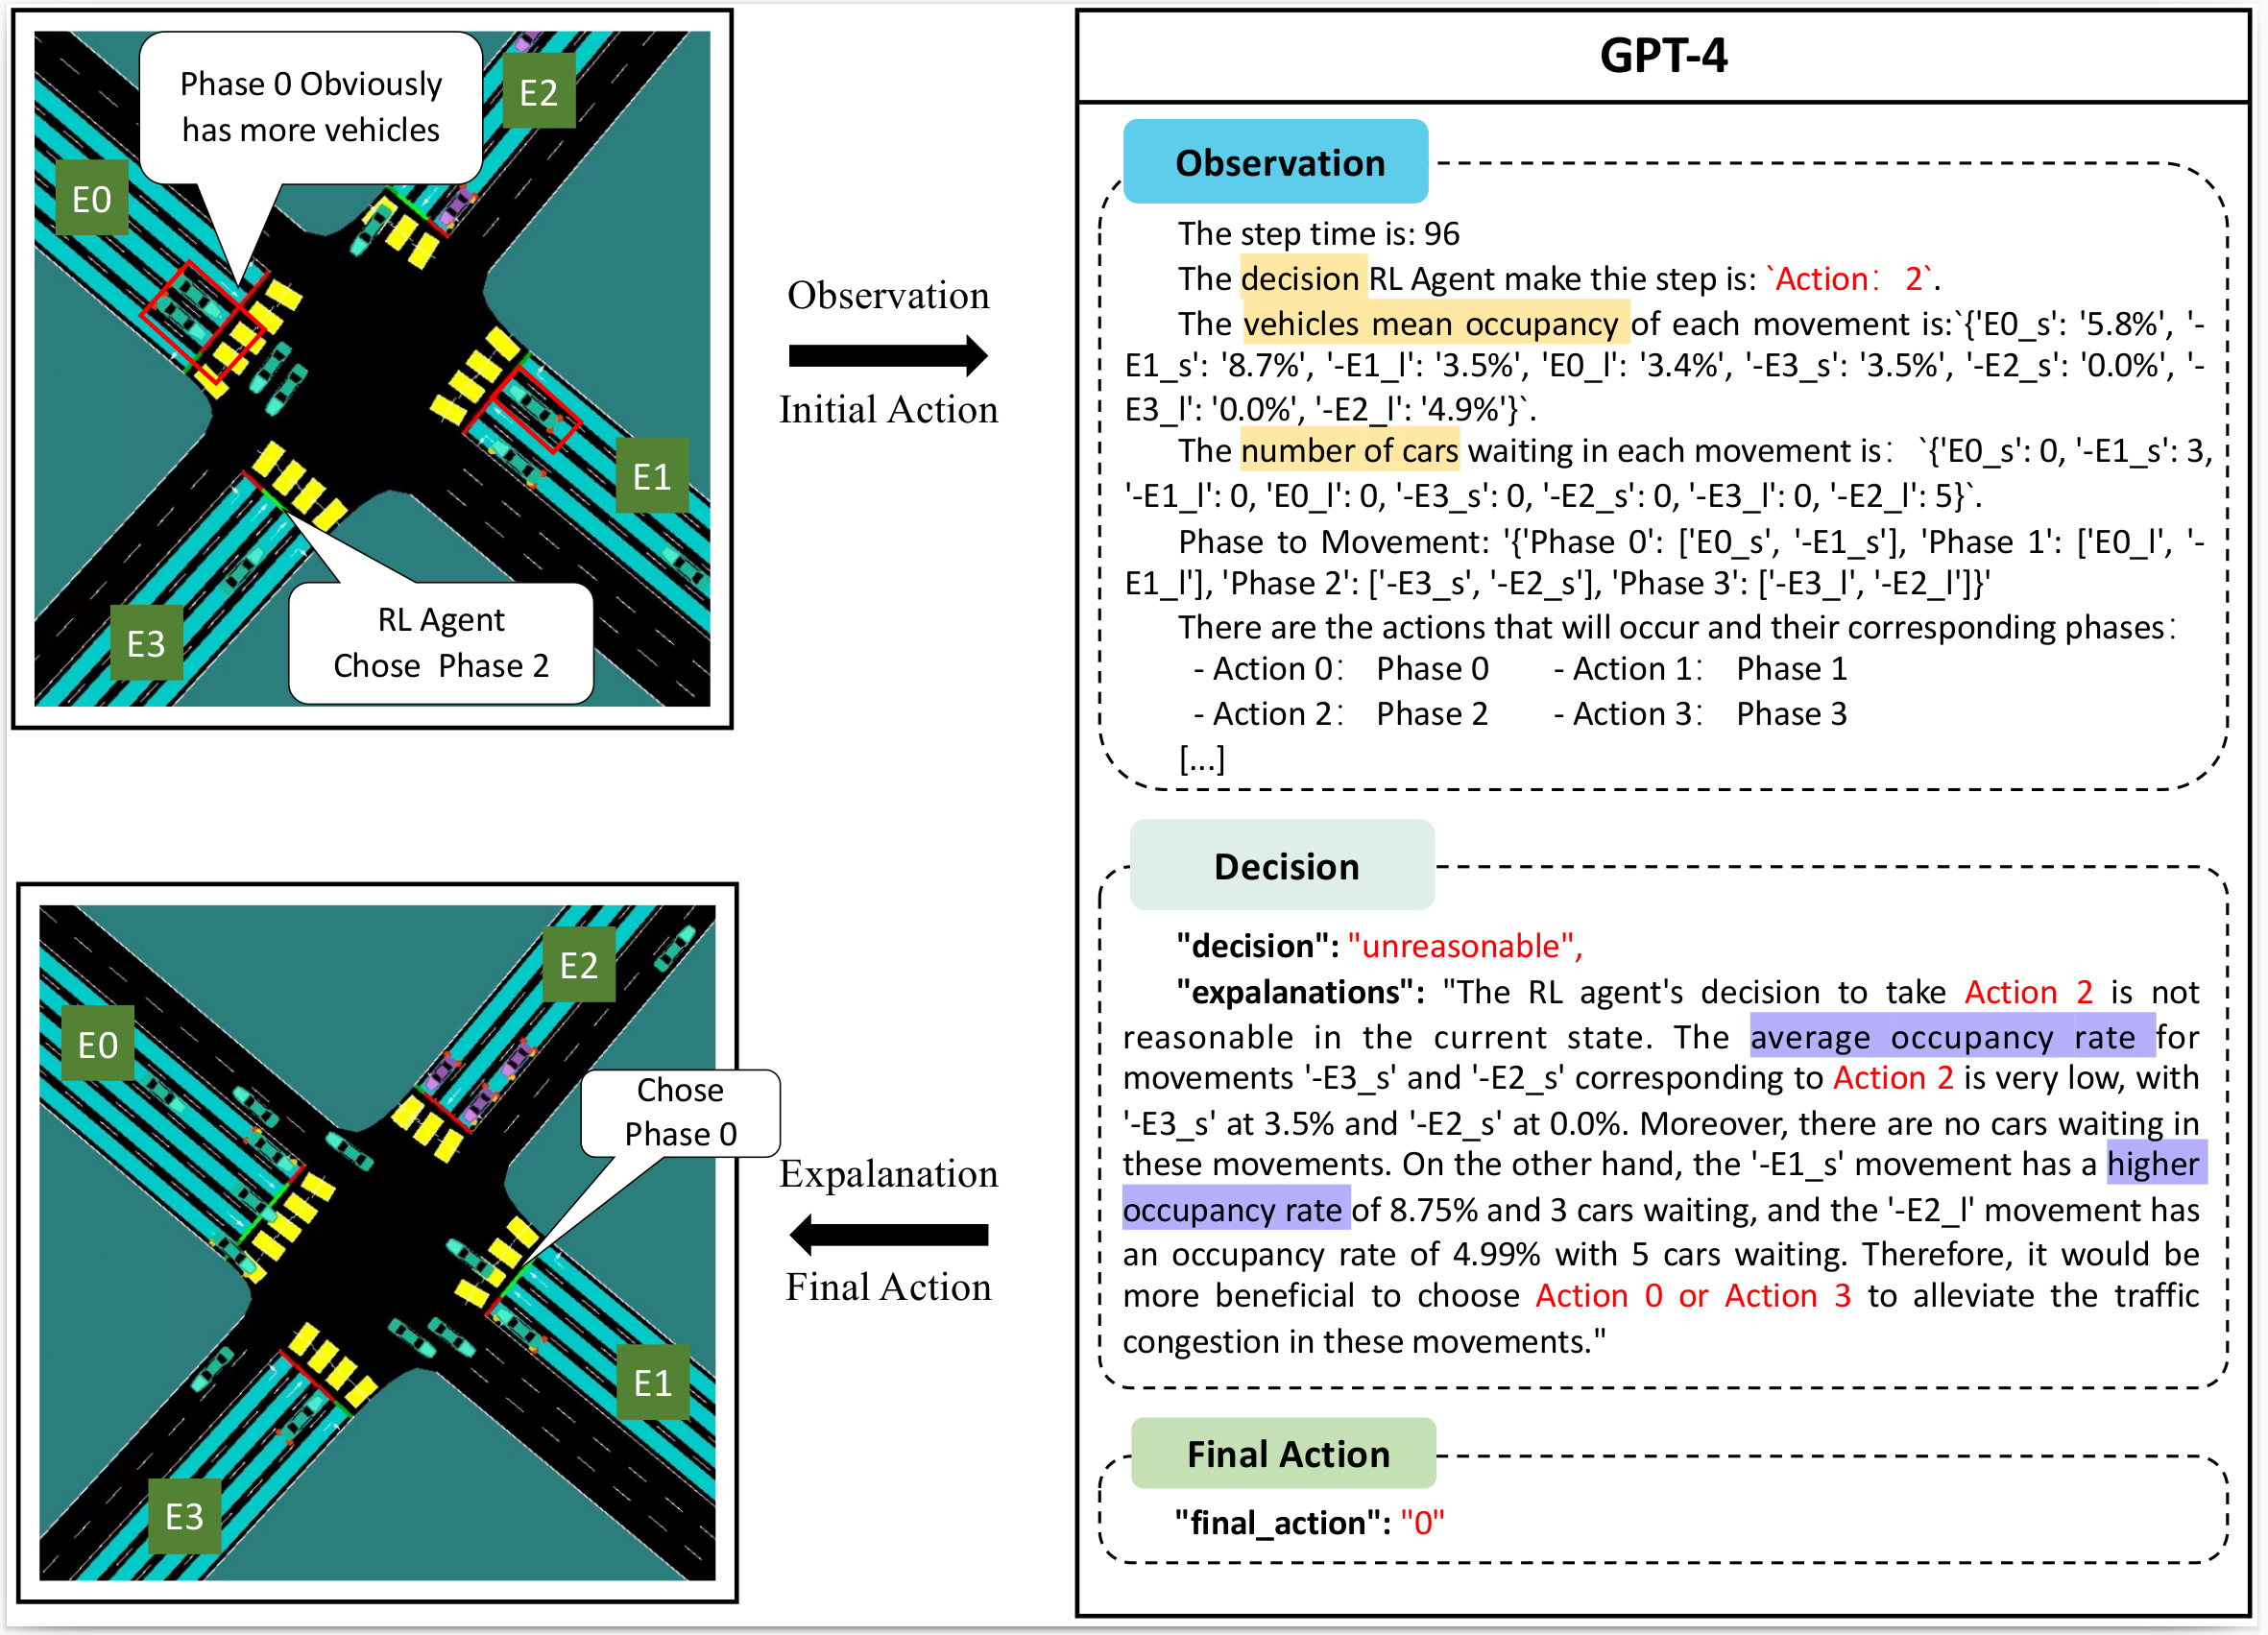 Phase 0 Obviously
has more vehicles
E2
E0
E1
E3
RL Agent
Chose Phase 2
Observation
Initial Action
GPT-4
Observation
The step time is: 96
The decision RL Agent make thie step is: `Action： 2`.
The vehicles mean occupancy of each movement is:`{'E0_s': '5.8%', '-
E1_s': '8.7%', '-E1_l': '3.5%', 'E0_l': '3.4%', '-E3_s': '3.5%', '-E2_s': '0.0%', '-
E3_l': '0.0%', '-E2_l': '4.9%'}`.
The number of cars waiting in each movement is： `{'E0_s': 0, '-E1_s': 3,
'-E1_l': 0, 'E0_l': 0, '-E3_s': 0, '-E2_s': 0, '-E3_l': 0, '-E2_l': 5}`.
Phase to Movement: '{'Phase 0': ['E0_s', '-E1_s'], 'Phase 1': ['E0_l', '-
E1_l'], 'Phase 2': ['-E3_s', '-E2_s'], 'Phase 3': ['-E3_l', '-E2_l']}'
There are the actions that will occur and their corresponding phases：
- Action 0： Phase 0 - Action 1： Phase 1
- Action 2： Phase 2 - Action 3： Phase 3
[...]
Decision
"decision": "unreasonable",
"expalanations": "The RL agent's decision to take Action 2 is not
reasonable in the current state. The average occupancy rate for
movements '-E3_s' and '-E2_s' corresponding to Action 2 is very low, with
'-E3_s' at 3.5% and '-E2_s' at 0.0%. Moreover, there are no cars waiting in
these movements. On the other hand, the '-E1_s' movement has a higher
occupancy rate of 8.75% and 3 cars waiting, and the '-E2_l' movement has
an occupancy rate of 4.99% with 5 cars waiting. Therefore, it would be
more beneficial to choose Action 0 or Action 3 to alleviate the traffic
congestion in these movements."
Final Action
"final_action": "0"
E2
E0
Chose
Phase 0
E1
E3
Expalanation
Final Action